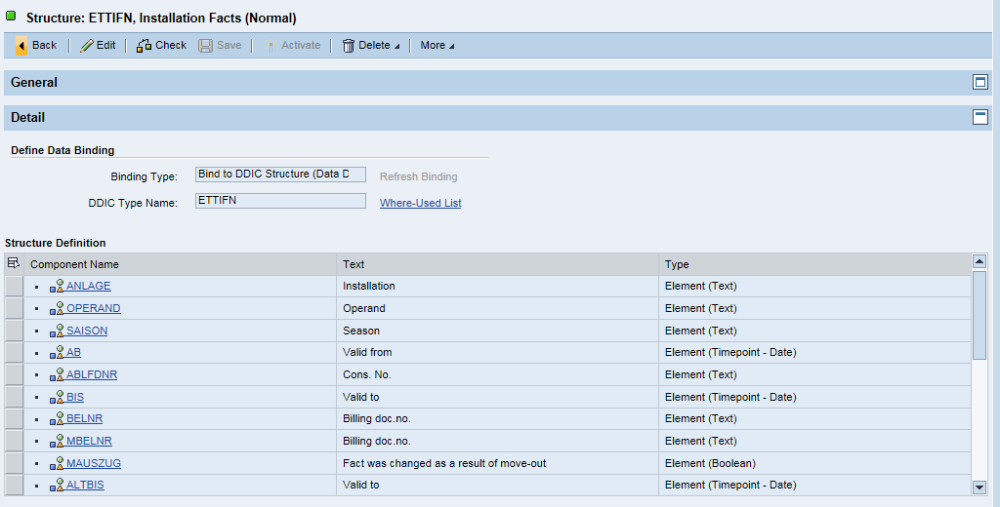 Structure: ETTIFN, Installation Facts (Normal)
Back Edit Check Save Activate Delete More
General
Detail
Define Data Binding
Binding Type: Bind to DDIC Structure (Data D Refresh Binding
DDIC Type Name: ETTIFN Where-Used List
Structure Definition
Component Name Text Type
ANLAGE Installation Element (Text)
OPERAND Operand Element (Text)
SAISON Season Element (Text)
AB Valid from Element (Timepoint - Date)
ABLFDNR Cons. No. Element (Text)
BIS Valid to Element (Timepoint - Date)
BELNR Billing doc.no. Element (Text)
MBELNR Billing doc.no. Element (Text)
MAUSZUG Fact was changed as a result of move-out Element (Boolean)
ALTBIS Valid to Element (Timepoint - Date)